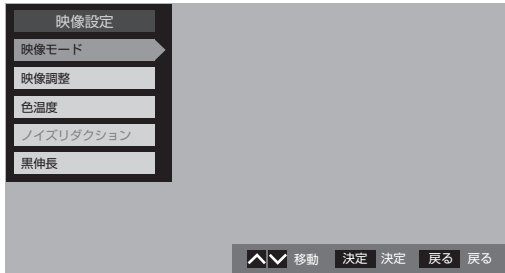 映像設定
映像モード
映像調整
色温度
ノイズリダクション
黒伸長
移動 決定 決定 戻る 戻る